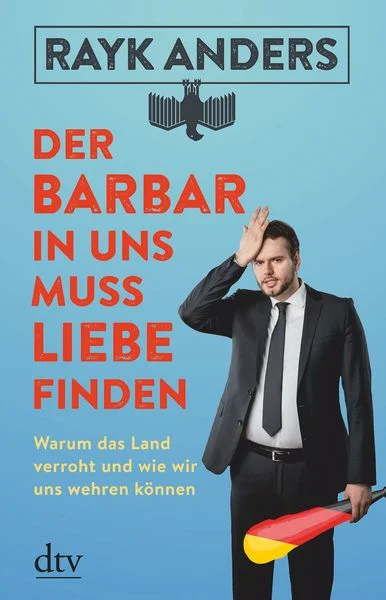 RAYK ANDERS
DER
BARBAR
IN UNS
MUSS
LIEBE
FINDEN
Warum das Land
verroht und wie wir
uns wehren können
dtv